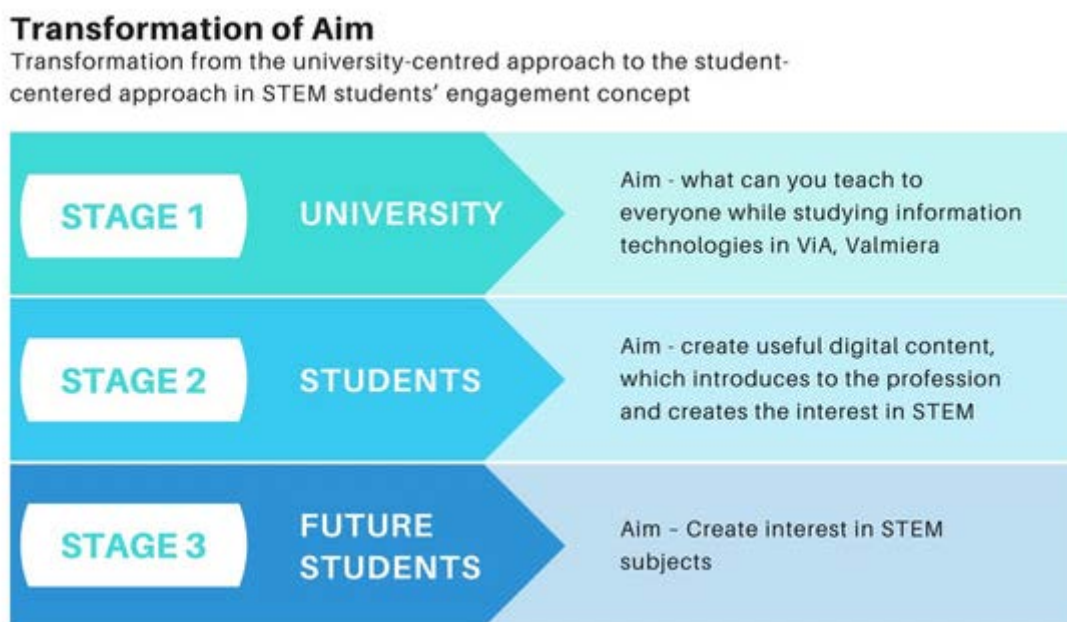 Transformation of Aim
Transformation from the university-centred approach to the student-
centered approach in STEM students’ engagement concept
STAGE 1
UNIVERSITY
Aim - what can you teach to
everyone while studying information
technologies in ViA, Valmiera
STAGE 2
STUDENTS
Aim - create useful digital content,
which introduces to the profession
and creates the interest in STEM
STAGE 3
FUTURE
STUDENTS
Aim – Create interest in STEM
subjects